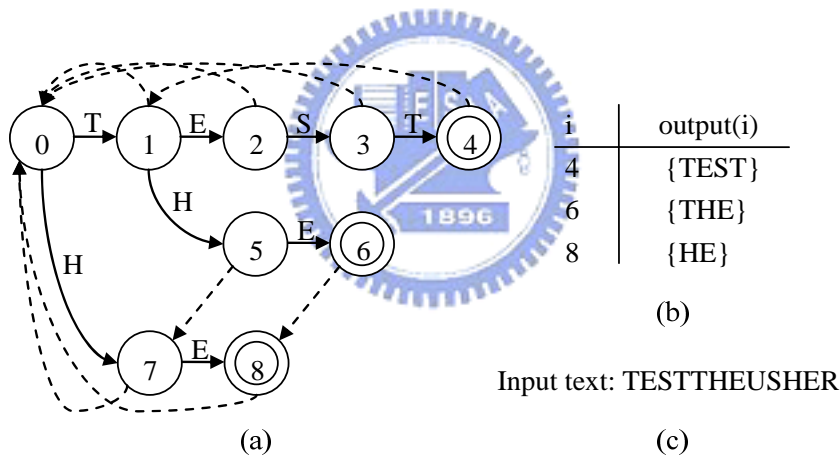 0 T 1 E 2 S 3 T 4
H
5 E 6
H
7 E 8
(a)
i output(i)
4 {TEST}
6 {THE}
8 {HE}
(b)
Input text: TESTTHEUSHER
(c)
1896